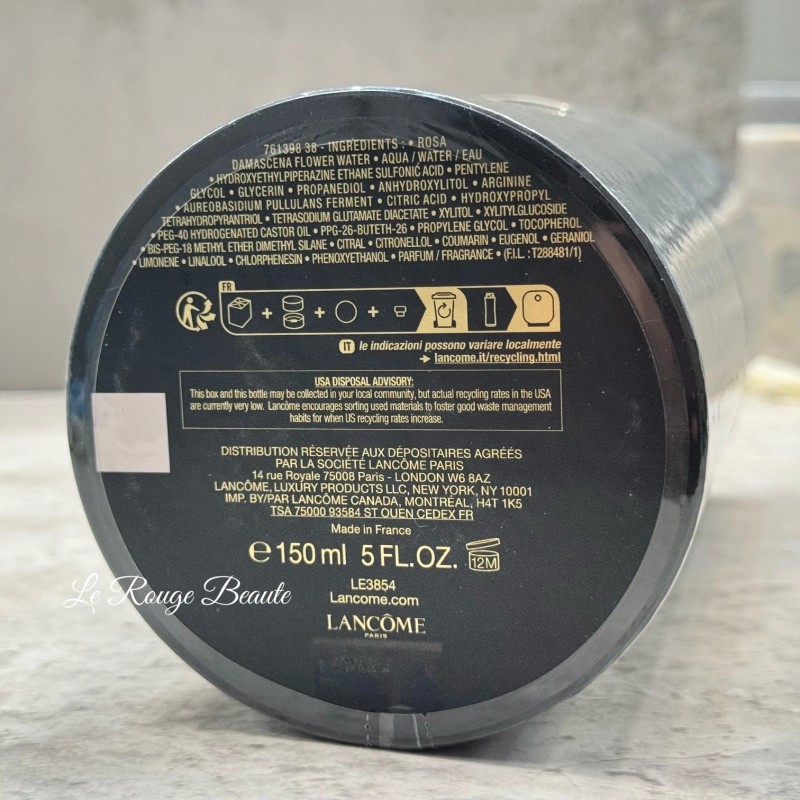 761398 38 - INGREDIENTS : • ROSA
DAMASCENA FLOWER WATER • AQUA / WATER / EAU
• HYDROXYETHYLPIPERAZINE ETHANE SULFONIC ACID • PENTYLENE
GLYCOL • GLYCERIN • PROPANEDIOL • ANHYDROXYLITOL • ARGININE
• AUREOBASIDIUM PULLULANS FERMENT • CITRIC ACID • HYDROXYPROPYL
TETRAHYDROPYRANTRIOL • TETRASODIUM GLUTAMATE DIACETATE • XYLITOL • XYLITYLGLUCOSIDE
• PEG-40 HYDROGENATED CASTOR OIL • PPG-26-BUTETH-26 • PROPYLENE GLYCOL • TOCOPHEROL
• BIS-PEG-18 METHYL ETHER DIMETHYL SILANE • CITRAL • CITRONELLOL • COUMARIN • EUGENOL • GERANIOL
• LIMONENE • LINALOOL • CHLORPHENESIN • PHENOXYETHANOL • PARFUM / FRAGRANCE • (F.I.L. : T288481/1)
FR
+ + +
IT le indicazioni possono variare localmente
lancome.it/recycling.html
USA DISPOSAL ADVISORY:
This box and this bottle may be collected in your local community, but actual recycling rates in the USA
are currently very low. Lancôme encourages sorting used materials to foster good waste management
habits for when US recycling rates increase.
DISTRIBUTION RÉSERVÉE AUX DÉPOSITAIRES AGRÉÉS
PAR LA SOCIÉTÉ LANCÔME PARIS
14 rue Royale 75008 Paris - LONDON W6 8AZ
LANCÔME, LUXURY PRODUCTS LLC, NEW YORK, NY 10001
IMP. BY/PAR LANCÔME CANADA, MONTRÉAL, H4T 1K5
TSA 75000 93584 ST OUEN CEDEX FR
Made in France
℮ 150 ml 5 FL.OZ. 12M
LE3854
Lancome.com
LANCÔME
PARIS
Le Rouge Beaute